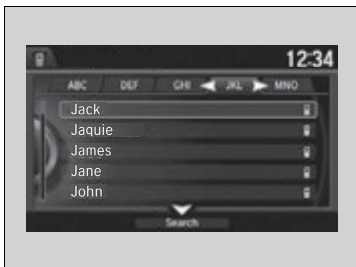 12:34
ABC DEF GHI JKL MNO
Jack
Jaquie
James
Jane
John
Search